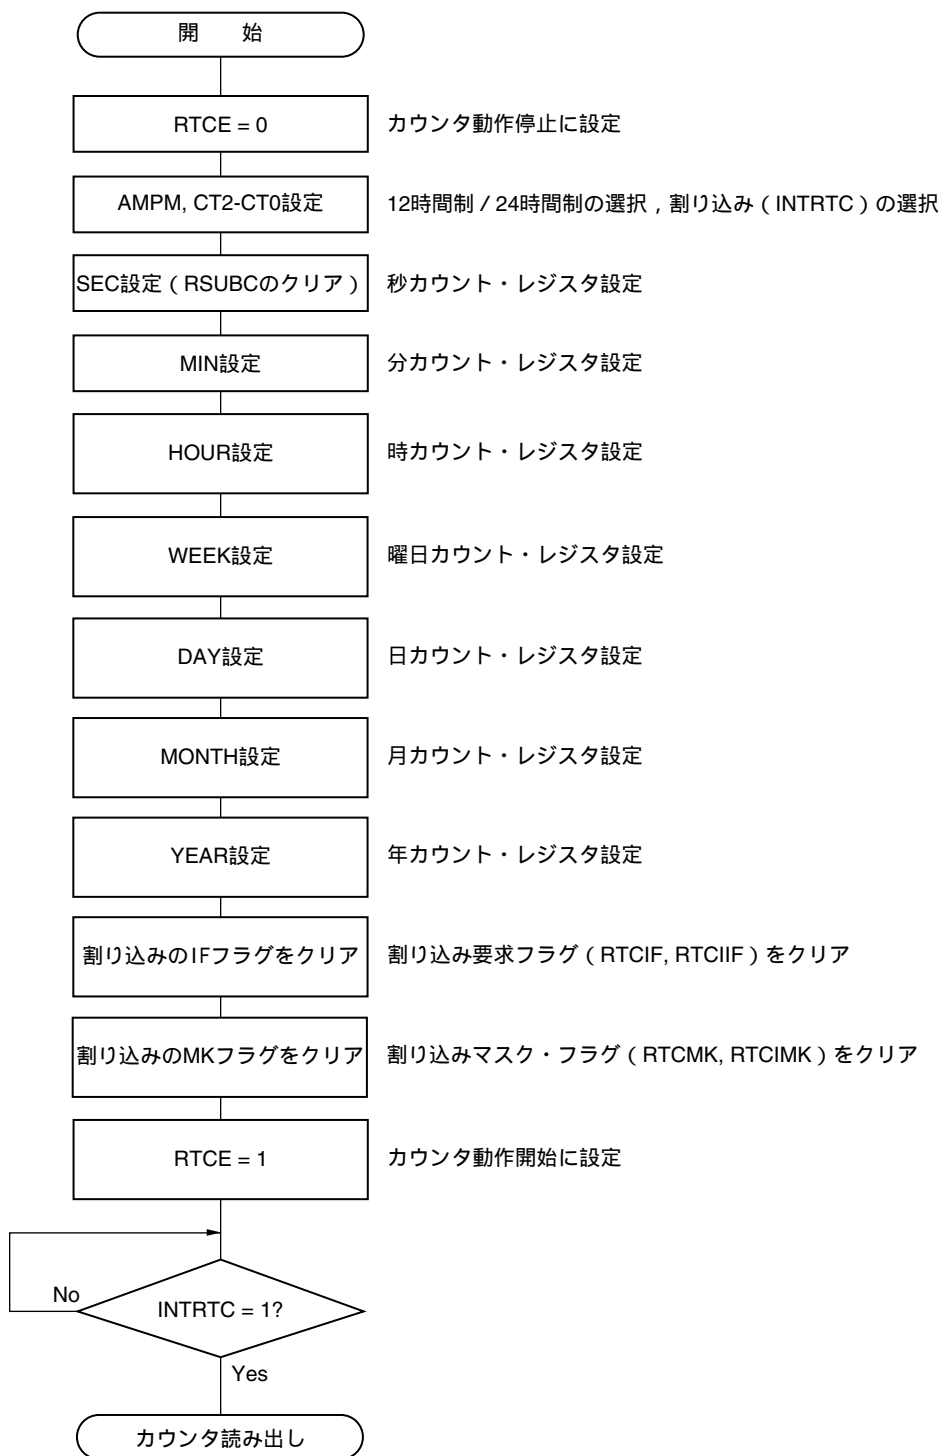 開　始
RTCE = 0
カウンタ動作停止に設定
AMPM, CT2-CT0設定
12時間制 / 24時間制の選択，割り込み（INTRTC）の選択
SEC設定（RSUBCのクリア）
秒カウント・レジスタ設定
MIN設定
分カウント・レジスタ設定
HOUR設定
時カウント・レジスタ設定
WEEK設定
曜日カウント・レジスタ設定
DAY設定
日カウント・レジスタ設定
MONTH設定
月カウント・レジスタ設定
YEAR設定
年カウント・レジスタ設定
割り込みのIFフラグをクリア
割り込み要求フラグ（RTCIF, RTCIIF）をクリア
割り込みのMKフラグをクリア
割り込みマスク・フラグ（RTCMK, RTCIMK）をクリア
RTCE = 1
カウンタ動作開始に設定
No
INTRTC = 1?
Yes
カウンタ読み出し